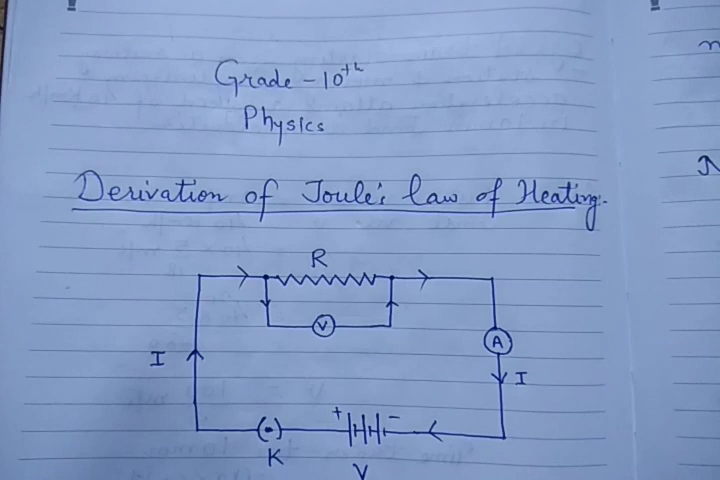 Grade - 10th
Physics
Derivation of Joule's law of Heating:-
R
V
I
A
I
+ -
K
V